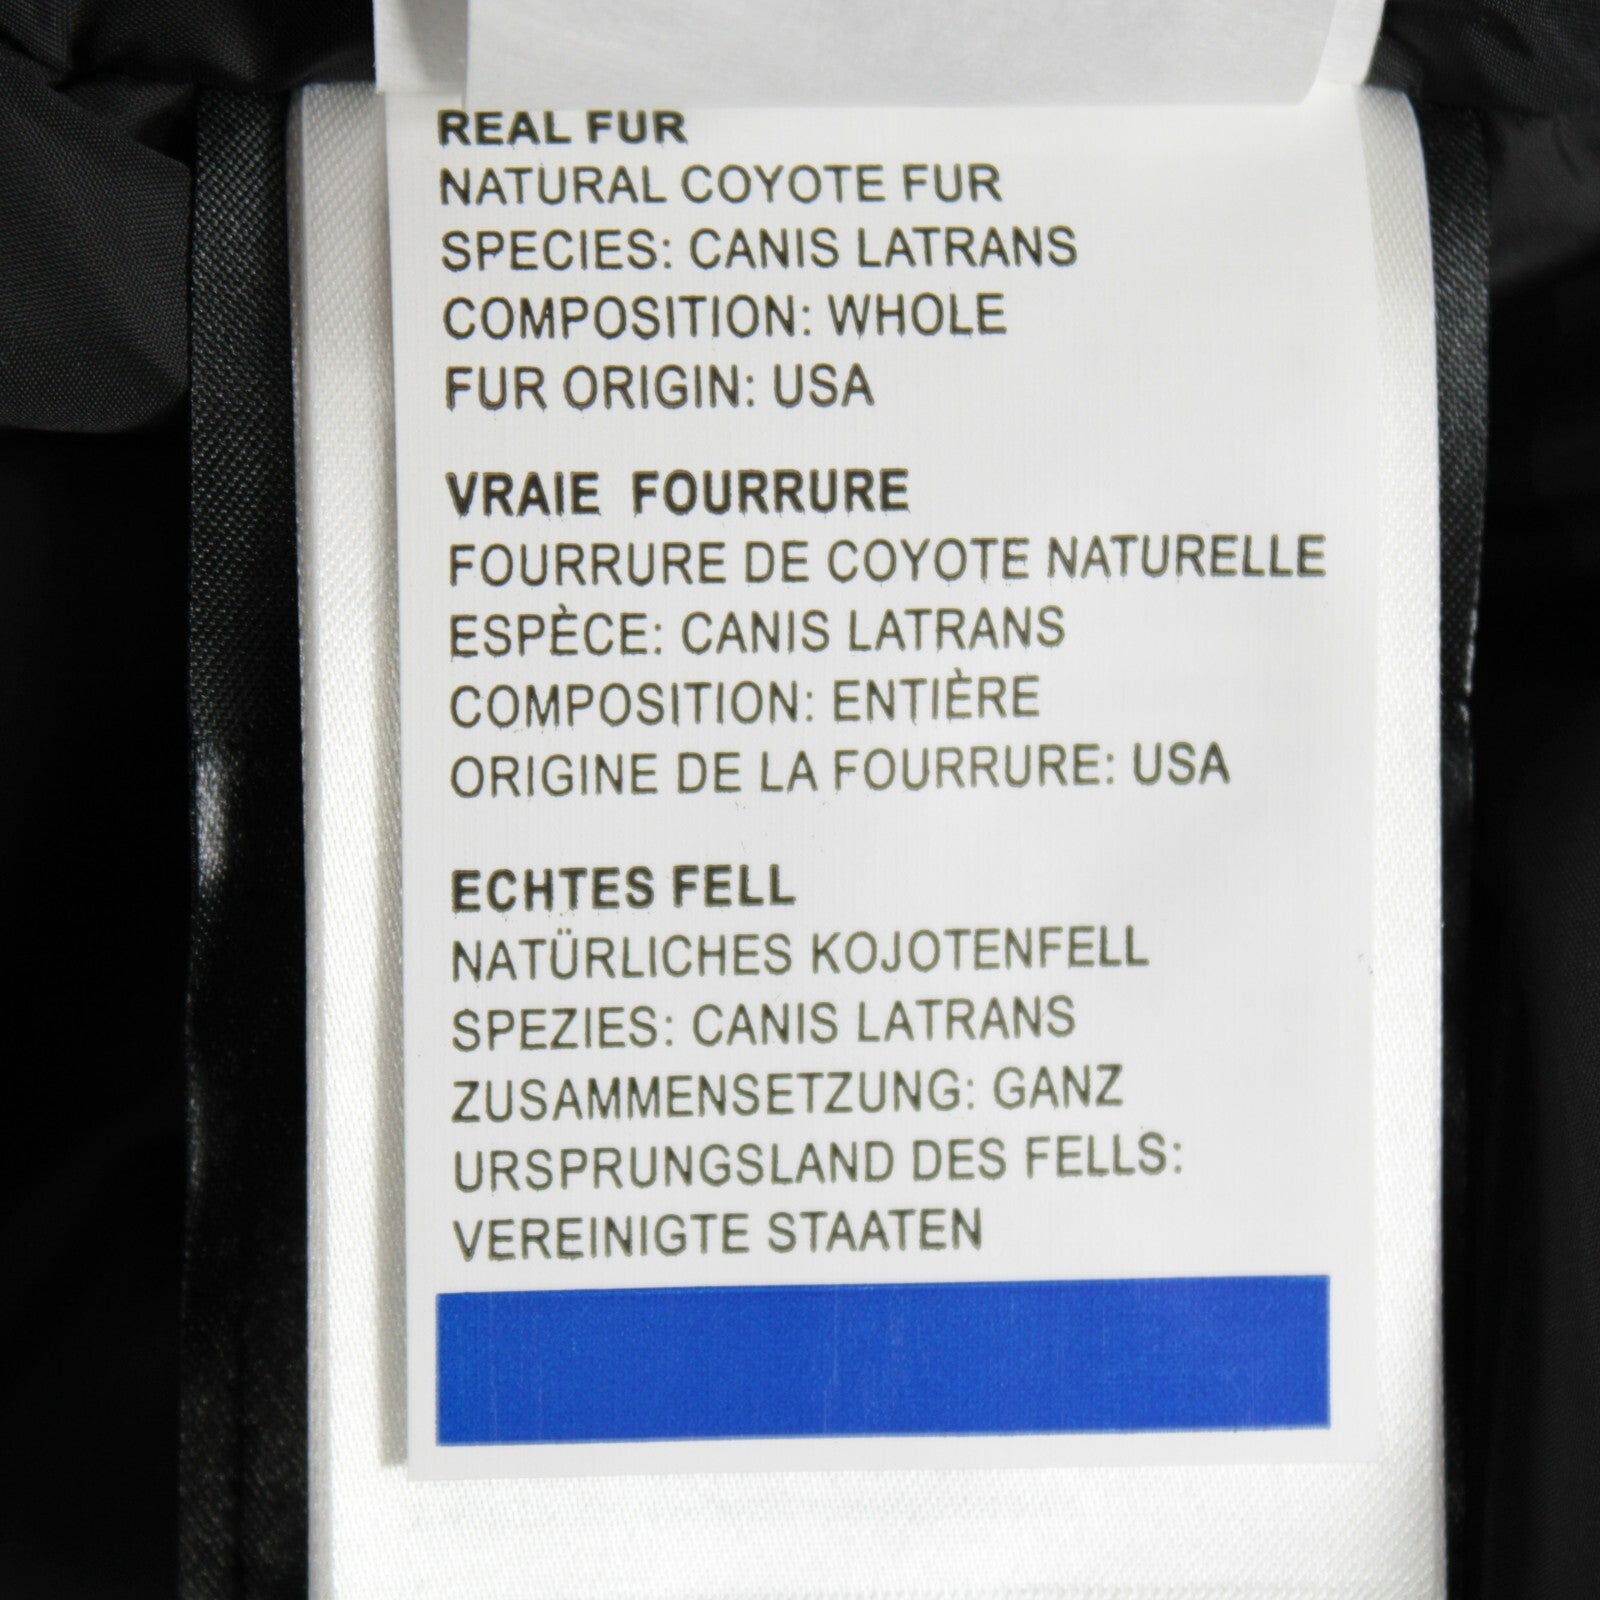 REAL FUR
NATURAL COYOTE FUR
SPECIES: CANIS LATRANS
COMPOSITION: WHOLE
FUR ORIGIN: USA
VRAIE FOURRURE
FOURRURE DE COYOTE NATURELLE
ESPÈCE: CANIS LATRANS
COMPOSITION: ENTIÈRE
ORIGINE DE LA FOURRURE: USA
ECHTES FELL
NATÜRLICHES KOJOTENFELL
SPEZIES: CANIS LATRANS
ZUSAMMENSETZUNG: GANZ
URSPRUNGSLAND DES FELLS:
VEREINIGTE STAATEN